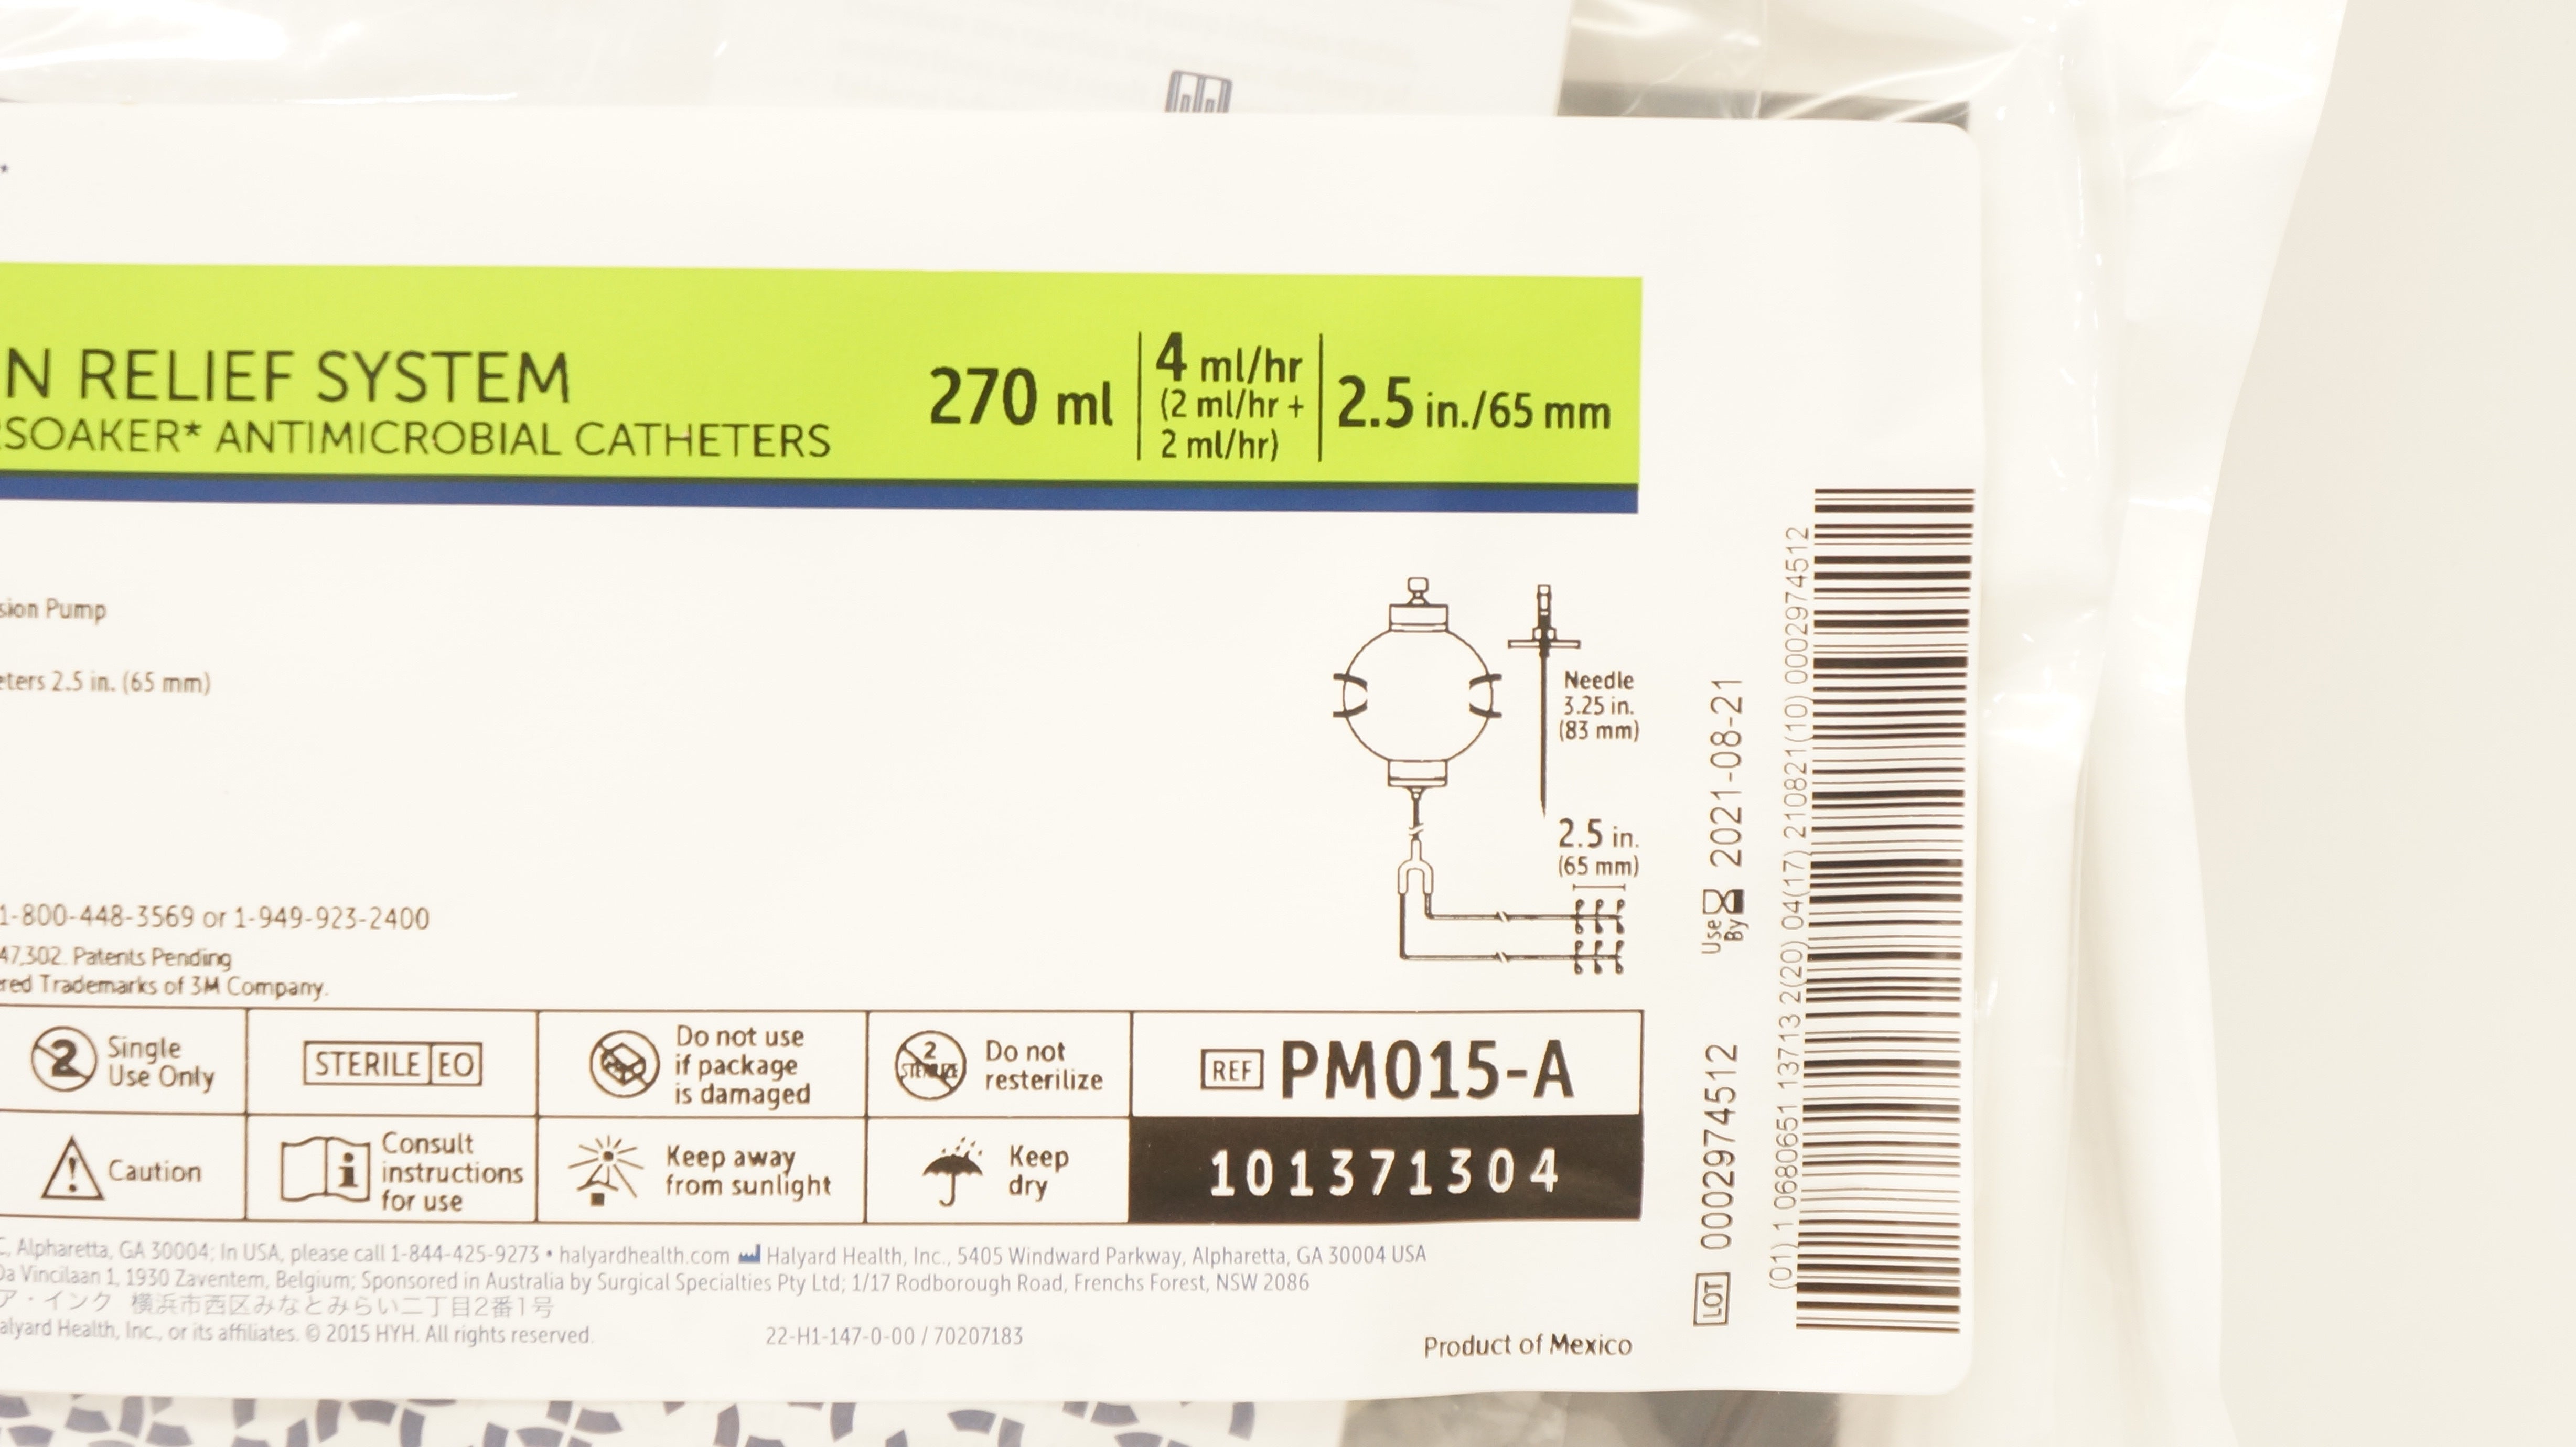 N RELIEF SYSTEM
SOAKER* ANTIMICROBIAL CATHETERS
270 ml
4 ml/hr
(2 ml/hr +
2 ml/hr)
2.5 in./65 mm
sion Pump
eters 2.5 in. (65 mm)
Needle
3.25 in.
(83 mm)
2.5 in.
(65 mm)
1-800-448-3569 or 1-949-923-2400
47,302. Patents Pending
red Trademarks of 3M Company.
2
Single
Use Only
STERILE EO
Do not use
if package
is damaged
2
STERILIZE
Do not
resterilize
REF PM015-A
Caution
i
Consult
instructions
for use
Keep away
from sunlight
Keep
dry
101371304
C, Alpharetta, GA 30004; In USA, please call 1-844-425-9273 • halyardhealth.com Halyard Health, Inc., 5405 Windward Parkway, Alpharetta, GA 30004 USA
Da Vincilaan 1, 1930 Zaventem, Belgium; Sponsored in Australia by Surgical Specialties Pty Ltd; 1/17 Rodborough Road, Frenchs Forest, NSW 2086
ア・インク 横浜市西区みなとみらい二丁目2番1号
alyard Health, Inc., or its affiliates. © 2015 HYH. All rights reserved.
22-H1-147-0-00 / 70207183
Product of Mexico
LOT 0002974512
Use By 2021-08-21
(01) 1 0680651 13713 2(20) 04(17) 210821(10) 0002974512